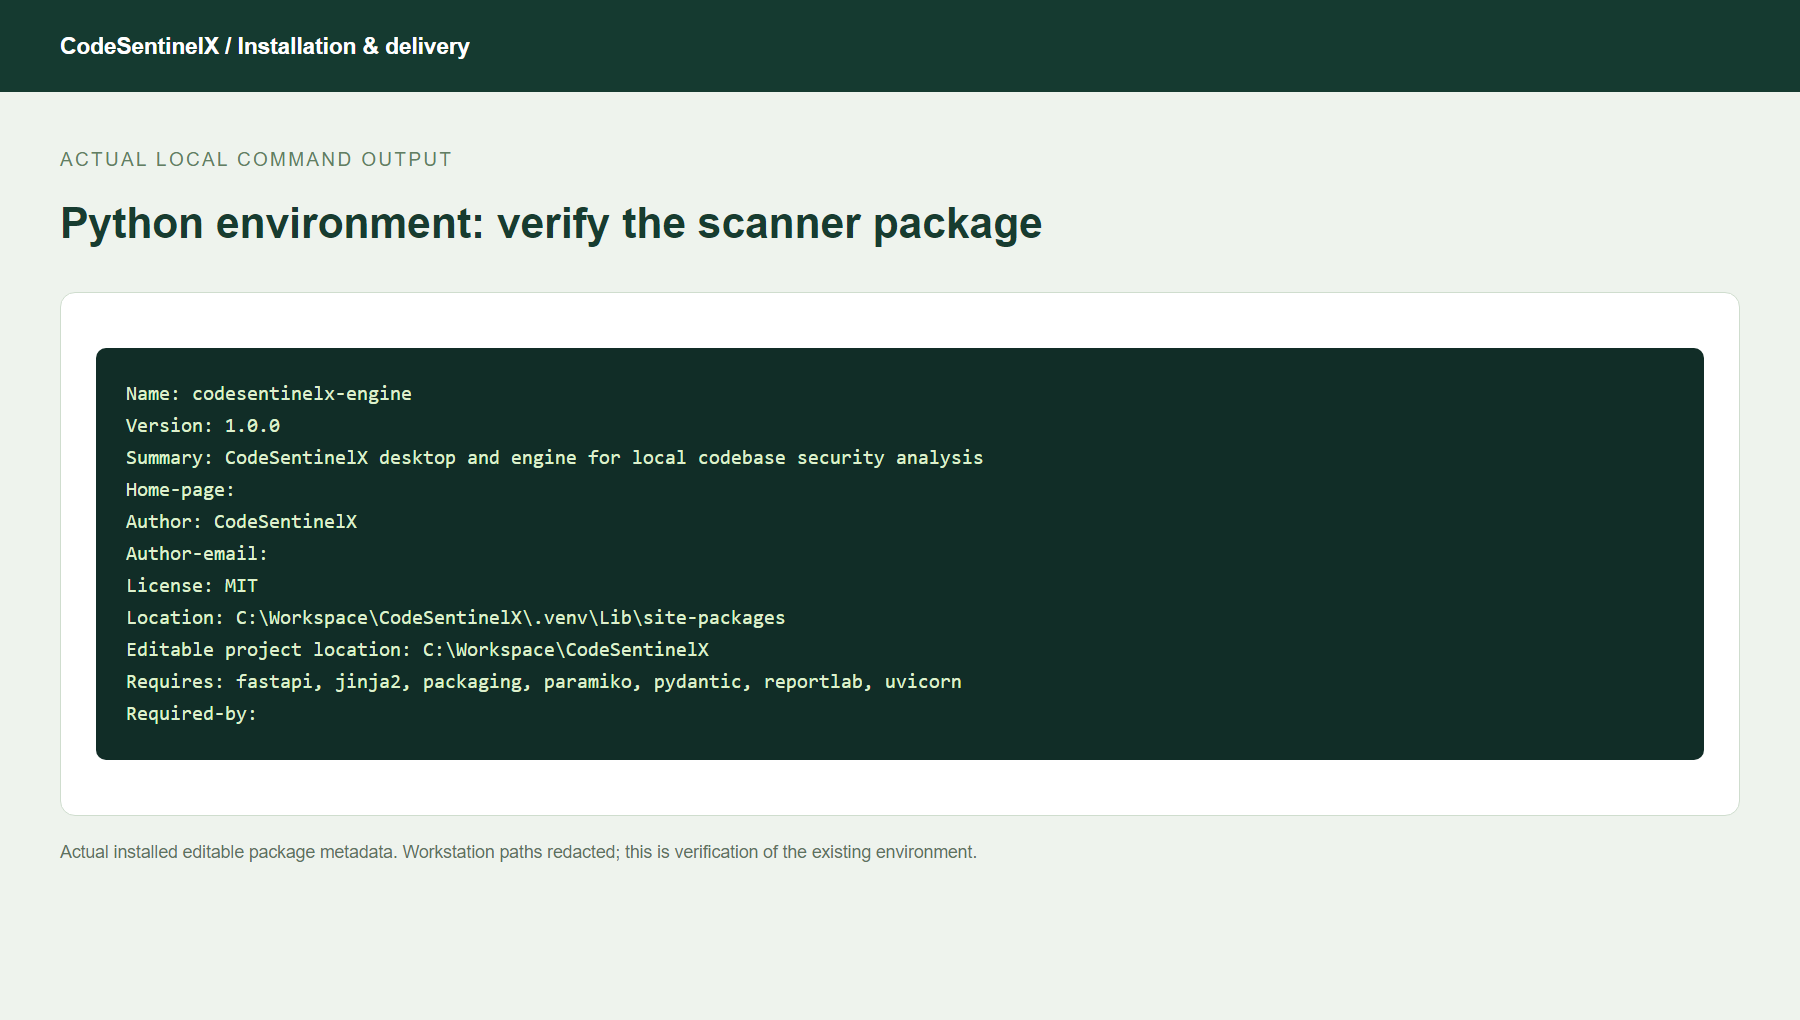 CodeSentinelX / Installation & delivery
ACTUAL LOCAL COMMAND OUTPUT
Python environment: verify the scanner package
Name: codesentinelx-engine
Version: 1.0.0
Summary: CodeSentinelX desktop and engine for local codebase security analysis
Home-page:
Author: CodeSentinelX
Author-email:
License: MIT
Location: C:\Workspace\CodeSentinelX\.venv\Lib\site-packages
Editable project location: C:\Workspace\CodeSentinelX
Requires: fastapi, jinja2, packaging, paramiko, pydantic, reportlab, uvicorn
Required-by:
Actual installed editable package metadata. Workstation paths redacted; this is verification of the existing environment.